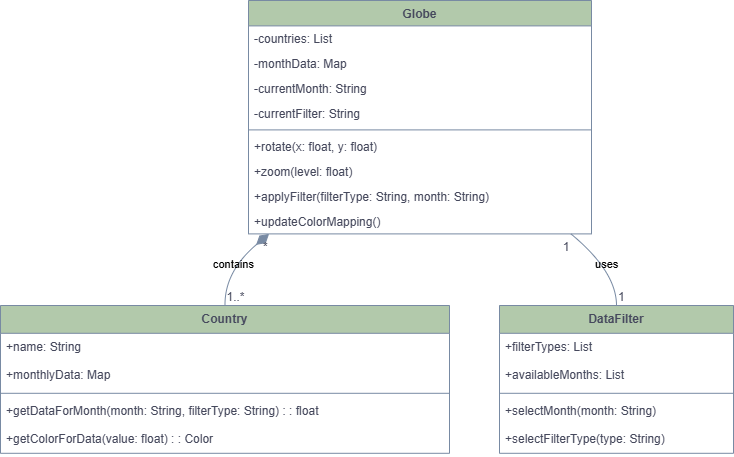 Globe
-countries: List
-monthData: Map
-currentMonth: String
-currentFilter: String
+rotate(x: float, y: float)
+zoom(level: float)
+applyFilter(filterType: String, month: String)
+updateColorMapping()
*
1
contains
uses
1..*
1
Country
+name: String
+monthlyData: Map
+getDataForMonth(month: String, filterType: String) : : float
+getColorForData(value: float) : : Color
DataFilter
+filterTypes: List
+availableMonths: List
+selectMonth(month: String)
+selectFilterType(type: String)